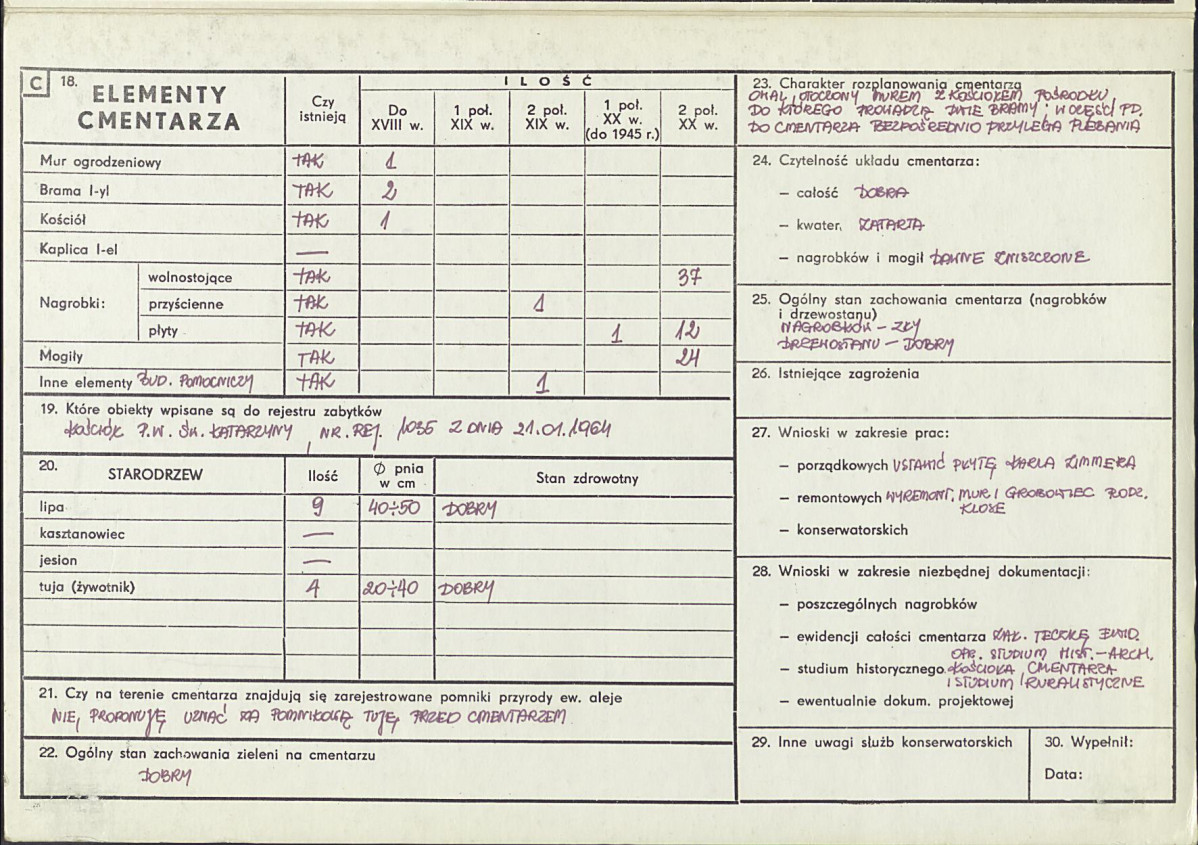 C 18. ELEMENTY CMENTARZA
Czy istnieją
ILOŚĆ
Do XVIII w.
1 poł. XIX w.
2 poł. XIX w.
1 poł. XX w. (do 1945 r.)
2 poł. XX w.
Mur ogrodzeniowy TAK 1
Brama l-yl TAK 2
Kościół TAK 1
Kaplica l-el —
Nagrobki:
wolnostojące TAK 37
przyścienne TAK 1
płyty TAK 1 12
Mogiły TAK 24
Inne elementy BUD. POMOCNICZY TAK 1
19. Które obiekty wpisane są do rejestru zabytków
KOŚCIÓŁ P.W. ŚW. KATARZYNY, NR. REJ. 1035 Z DNIA 21.01.1964
20. STARODRZEW
Ilość
Ø pnia w cm
Stan zdrowotny
lipa 9 40÷50 DOBRY
kasztanowiec —
jesion —
tuja (żywotnik) 4 20÷40 DOBRY
21. Czy na terenie cmentarza znajdują się zarejestrowane pomniki przyrody ew. aleje
NIE, PROPONUJĘ UZNAĆ ZA POMNIKOWĄ TUJĘ PRZED CMENTARZEM
22. Ogólny stan zachowania zieleni na cmentarzu
DOBRY
23. Charakter rozplanowania cmentarza
OWAL, OTOCZONY MUREM Z KOŚCIOŁEM POŚRODKU
DO KTÓREGO PROWADZĄ DWIE BRAMY; W CZĘŚCI PD.
DO CMENTARZA BEZPOŚREDNIO PRZYLEGA PLEBANIA
24. Czytelność układu cmentarza:
– całość DOBRA
– kwater, ZATARTA
– nagrobków i mogił DAWNE ZNISZCZONE
25. Ogólny stan zachowania cmentarza (nagrobków
i drzewostanu)
NAGROBKÓW – ZŁY
DRZEWOSTANU – DOBRY
26. Istniejące zagrożenia
27. Wnioski w zakresie prac:
– porządkowych USTAWIĆ PŁYTĘ KARLA ZIMMERA
– remontowych WYREMONT. MUR I GROBOWIEC RODZ.
KLOSE
– konserwatorskich
28. Wnioski w zakresie niezbędnej dokumentacji:
– poszczególnych nagrobków
– ewidencji całości cmentarza ZAŁ. TECZKĘ EWID.
OPR. STUDIUM HIST.–ARCH.
– studium historycznego KOŚCIOŁA, CMENTARZA
I STUDIUM RURALISTYCZNE
– ewentualnie dokum. projektowej
29. Inne uwagi służb konserwatorskich
30. Wypełnił:
Data: